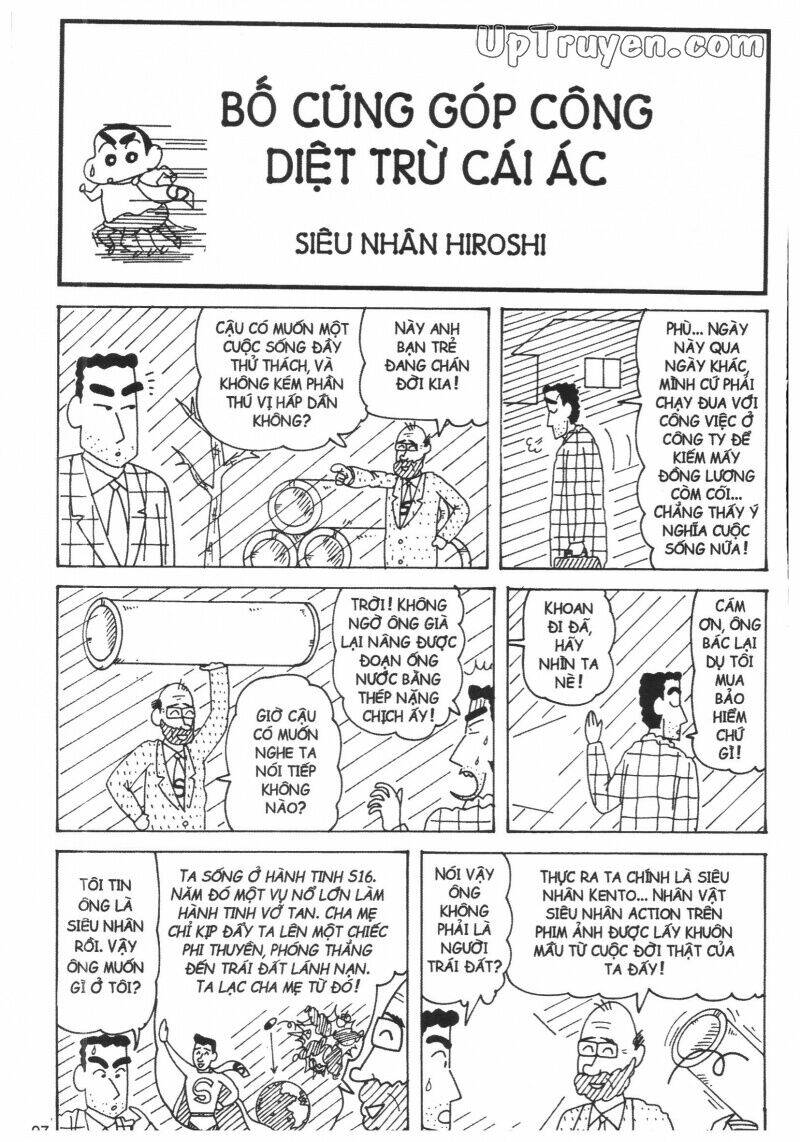 UpTruyen.com
BỐ CŨNG GÓP CÔNG
DIỆT TRỪ CÁI ÁC
SIÊU NHÂN HIROSHI
PHÙ... NGÀY
NÀY QUA
NGÀY KHÁC,
MÌNH CỨ PHẢI
CHẠY ĐUA VỚI
CÔNG VIỆC Ở
CÔNG TY ĐỂ
KIẾM MẤY
ĐỒNG LƯƠNG
CÒM CÕI...
CHẲNG THẤY Ý
NGHĨA CUỘC
SỐNG NỮA!
NÀY ANH
BẠN TRẺ
ĐANG CHÁN
ĐỜI KIA!
CẬU CÓ MUỐN MỘT
CUỘC SỐNG ĐẦY
THỬ THÁCH, VÀ
KHÔNG KÉM PHẦN
THÚ VỊ HẤP DẪN
KHÔNG?
S
CÁM
ƠN, ÔNG
BÁC LẠI
DỤ TÔI
MUA
BẢO
HIỂM
CHỨ
GÌ!
KHOAN
ĐI ĐÃ,
HÃY
NHÌN TA
NÈ!
TRỜI! KHÔNG
NGỜ ÔNG GIÀ
LẠI NÂNG ĐƯỢC
ĐOẠN ỐNG
NƯỚC BẰNG
THÉP NẶNG
CHỊCH ẤY!
GIỜ CẬU
CÓ MUỐN
NGHE TA
NÓI TIẾP
KHÔNG
NÀO?
S
THỰC RA TA CHÍNH LÀ SIÊU
NHÂN KENTO... NHÂN VẬT
SIÊU NHÂN ACTION TRÊN
PHIM ẢNH ĐƯỢC LẤY KHUÔN
MẪU TỪ CUỘC ĐỜI THẬT CỦA
TA ĐẤY!
NÓI VẬY
ÔNG
KHÔNG
PHẢI LÀ
NGƯỜI
TRÁI ĐẤT?
TA SỐNG Ở HÀNH TINH S16.
NĂM ĐÓ MỘT VỤ NỔ LỚN LÀM
HÀNH TINH VỠ TAN. CHA MẸ
CHỈ KỊP ĐẨY TA LÊN MỘT CHIẾC
PHI THUYỀN, PHÓNG THẲNG
ĐẾN TRÁI ĐẤT LÁNH NẠN.
TA LẠC CHA MẸ TỪ ĐÓ!
TÔI TIN
ÔNG LÀ
SIÊU NHÂN
RỒI. VẬY
ÔNG MUỐN
GÌ Ở TÔI?
S